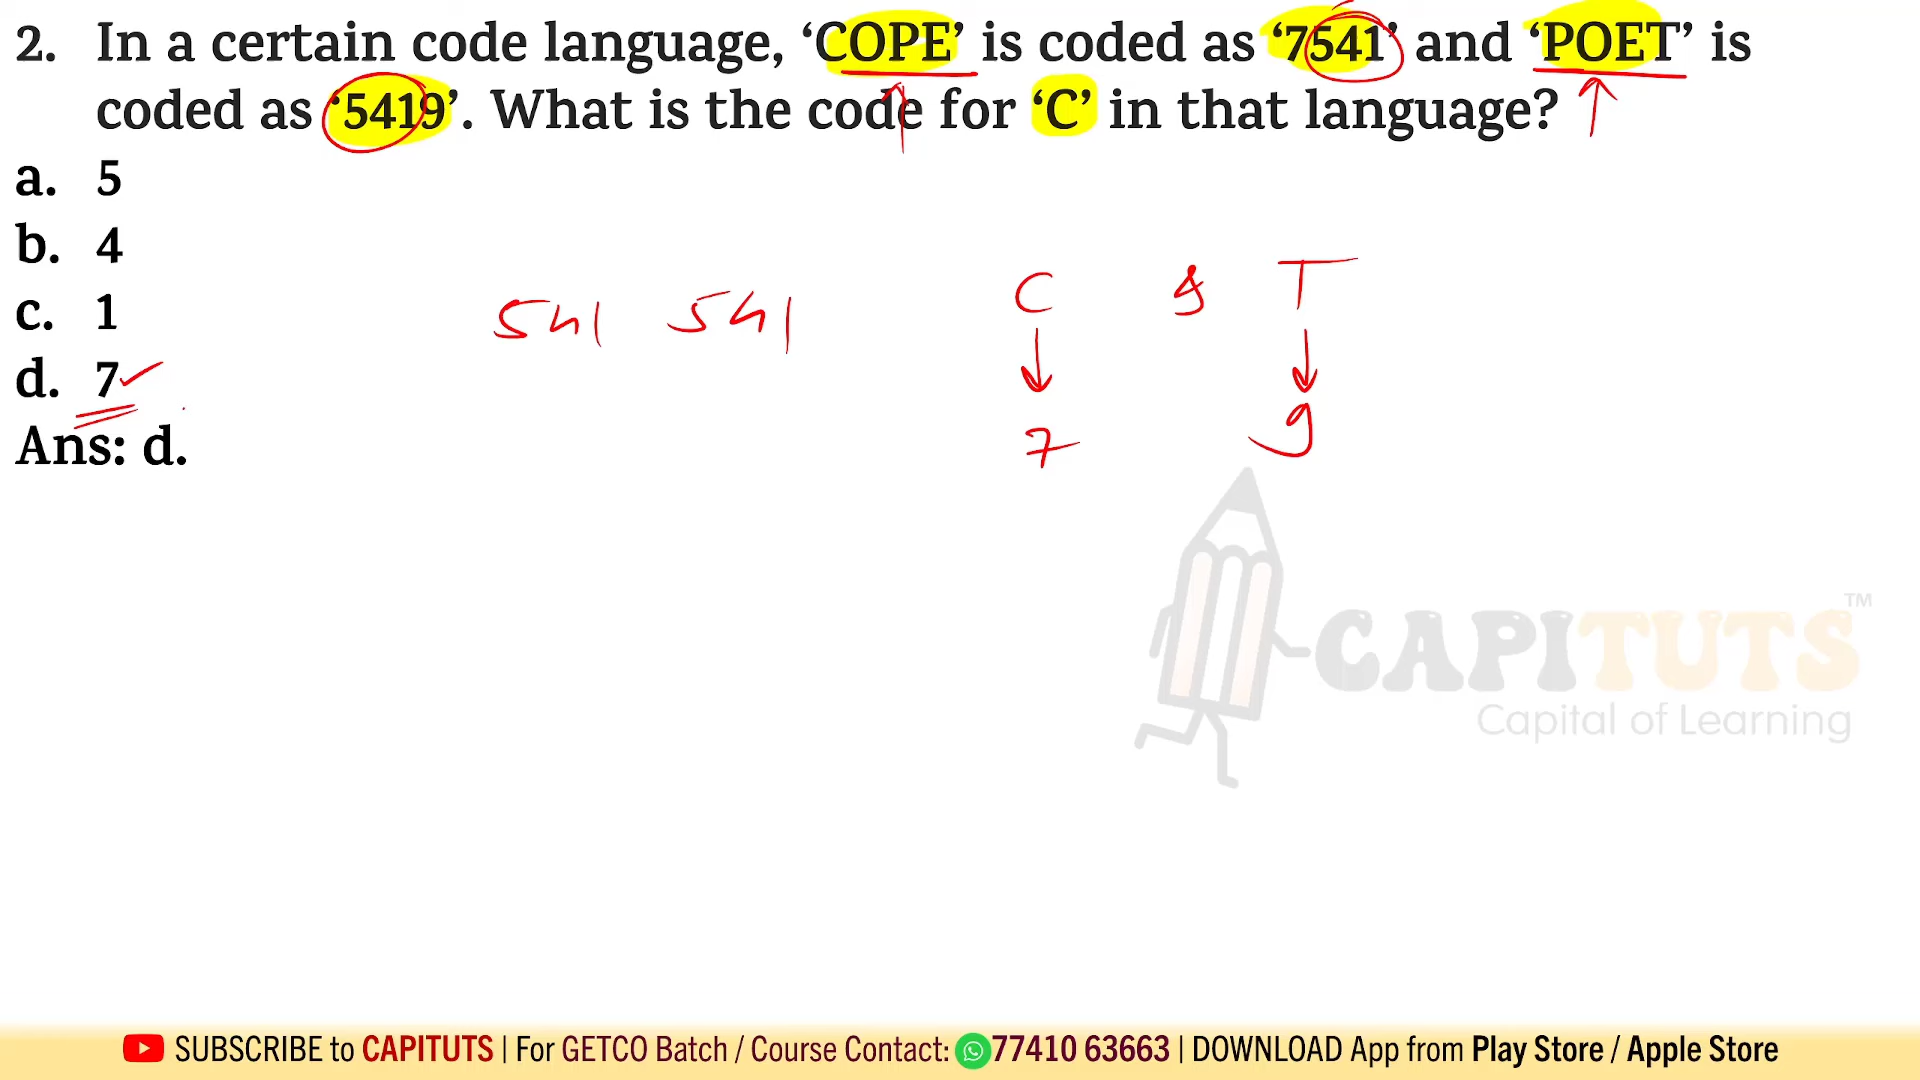 2. In a certain code language, ‘COPE’ is coded as ‘7541’ and ‘POET’ is
coded as ‘5419’. What is the code for ‘C’ in that language?
a. 5
b. 4
c. 1
d. 7
Ans: d.
541 541
C & T
7 9
CAPITUTS™
Capital of Learning
SUBSCRIBE to CAPITUTS | For GETCO Batch / Course Contact: 77410 63663 | DOWNLOAD App from Play Store / Apple Store